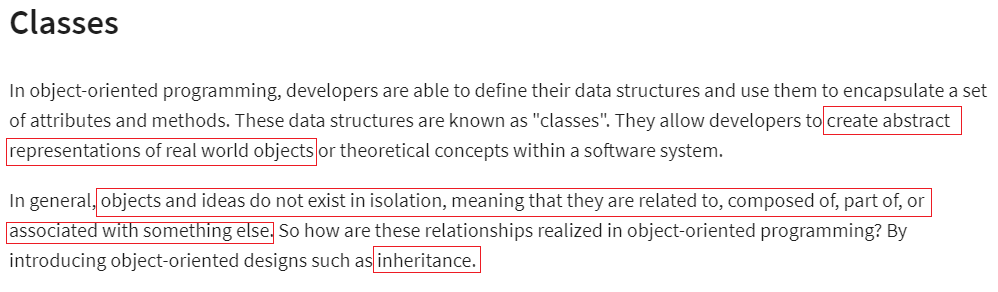 Classes
In object-oriented programming, developers are able to define their data structures and use them to encapsulate a set
of attributes and methods. These data structures are known as "classes". They allow developers to create abstract
representations of real world objects or theoretical concepts within a software system.
In general, objects and ideas do not exist in isolation, meaning that they are related to, composed of, part of, or
associated with something else. So how are these relationships realized in object-oriented programming? By
introducing object-oriented designs such as inheritance.